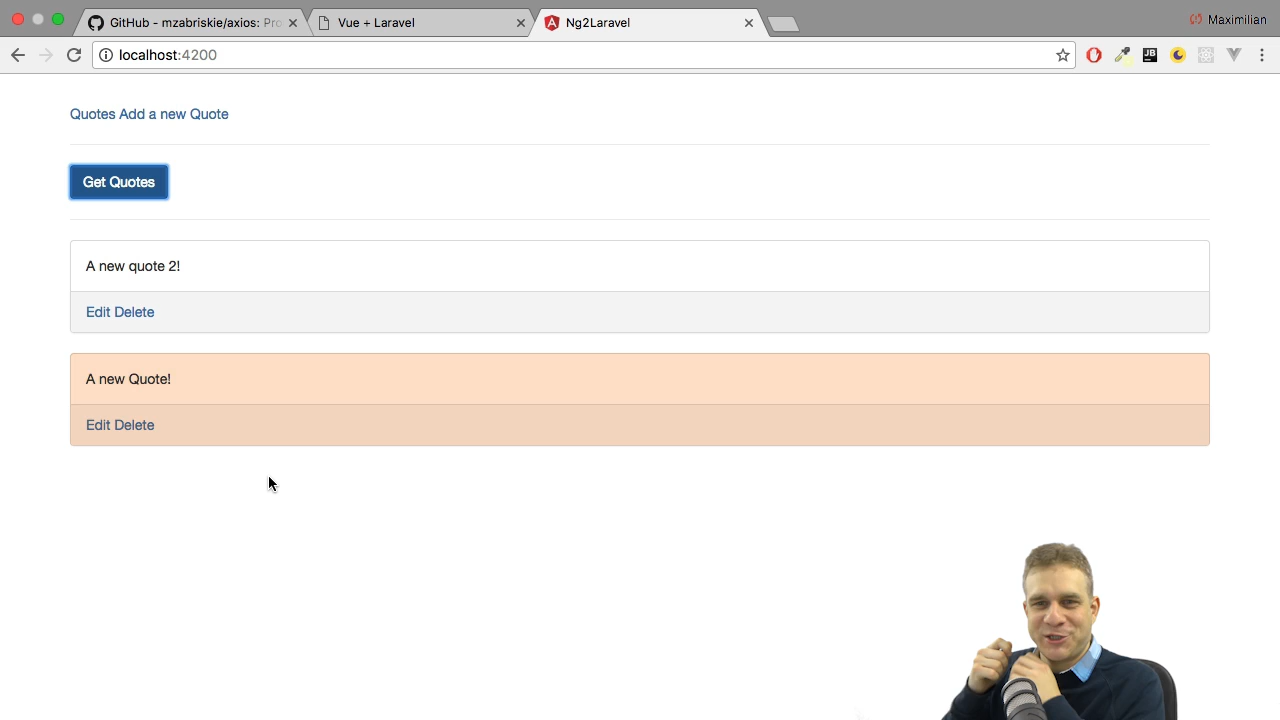 GitHub - mzabriskie/axios: Pro
Vue + Laravel
Ng2Laravel
Maximilian
localhost:4200
JB
Quotes Add a new Quote
Get Quotes
A new quote 2!
Edit Delete
A new Quote!
Edit Delete